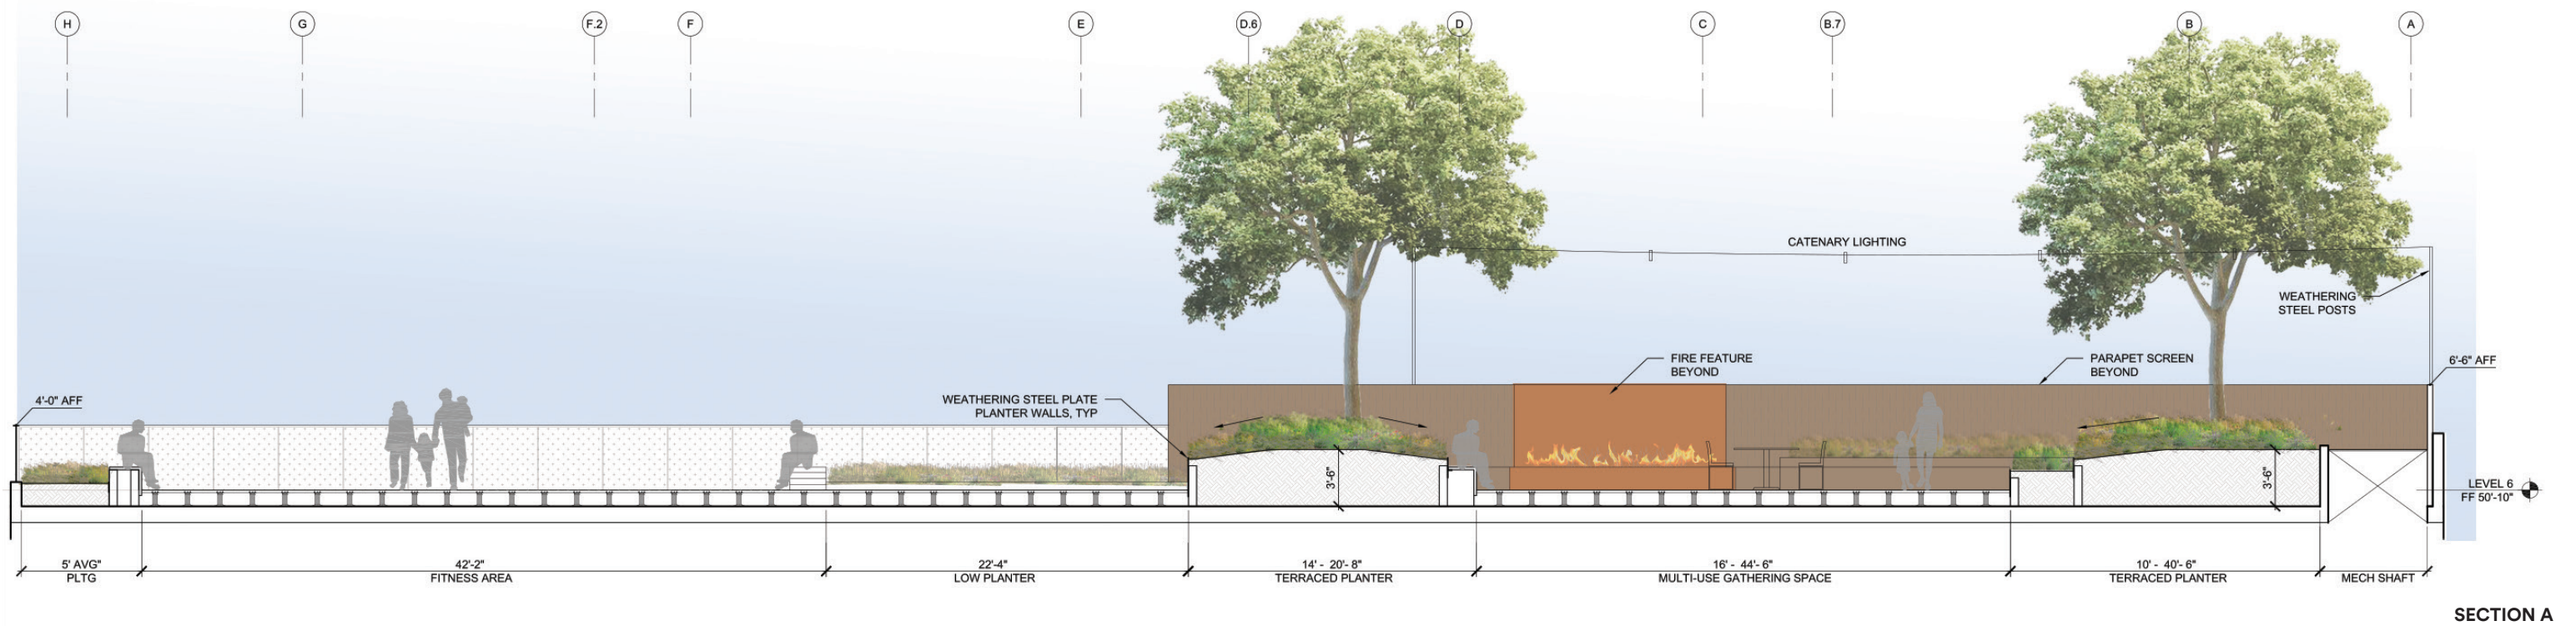 H
G
F.2
F
E
D.6
D
C
B.7
B
A
CATENARY LIGHTING
WEATHERING
STEEL POSTS
FIRE FEATURE
BEYOND
PARAPET SCREEN
BEYOND
6'-6" AFF
4'-0" AFF
WEATHERING STEEL PLATE
PLANTER WALLS, TYP
3'-6"
3'-6"
LEVEL 6
FF 50'-10"
5' AVG"
PLTG
42'-2"
FITNESS AREA
22'-4"
LOW PLANTER
14' - 20'- 8"
TERRACED PLANTER
16' - 44'- 6"
MULTI-USE GATHERING SPACE
10' - 40'- 6"
TERRACED PLANTER
MECH SHAFT
SECTION A